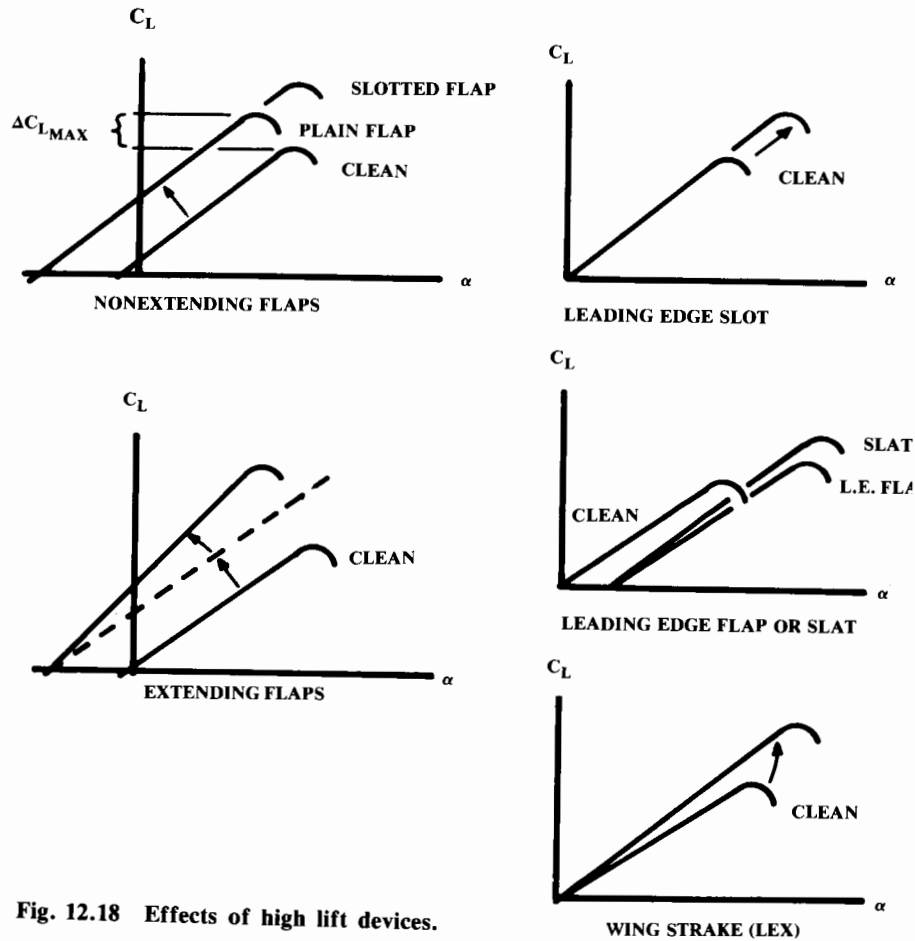 C_L
SLOTTED FLAP
ΔC_LMAX
PLAIN FLAP
CLEAN
α
NONEXTENDING FLAPS
C_L
CLEAN
α
LEADING EDGE SLOT
C_L
CLEAN
α
EXTENDING FLAPS
C_L
SLAT
L.E. FLA
CLEAN
α
LEADING EDGE FLAP OR SLAT
C_L
CLEAN
α
WING STRAKE (LEX)
Fig. 12.18 Effects of high lift devices.